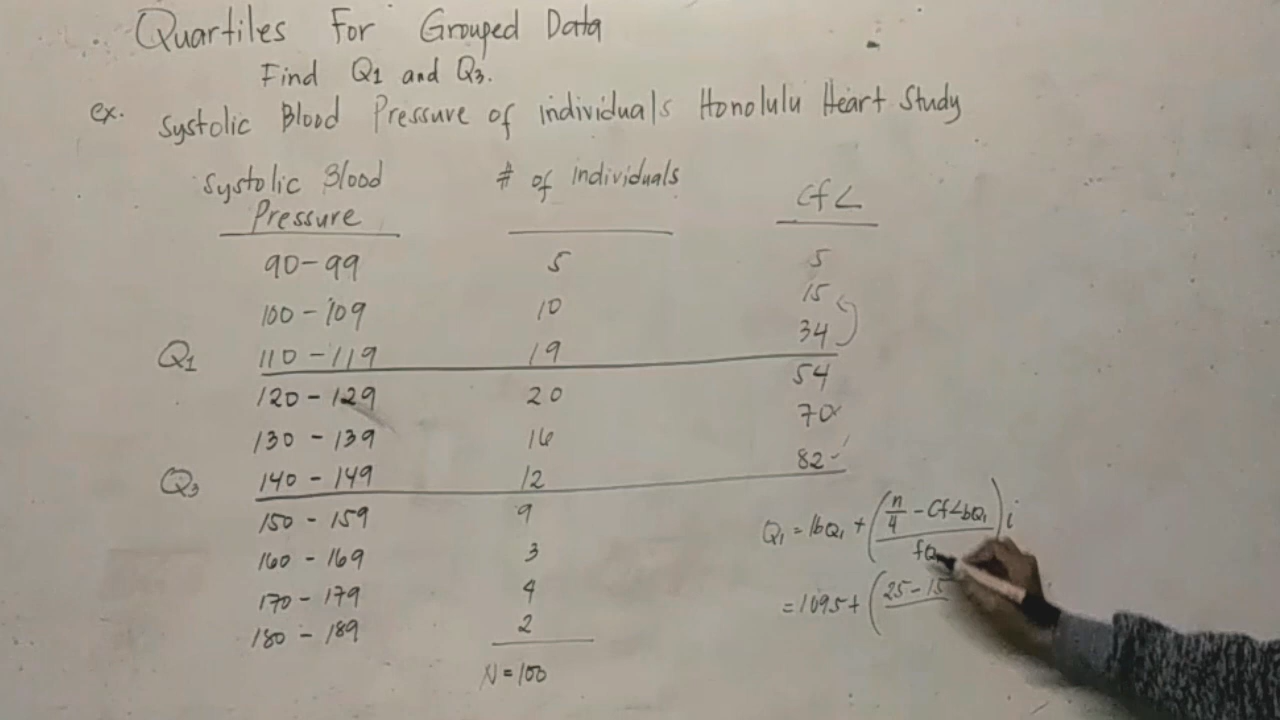 Quartiles For Grouped Data
Find Q1 and Q3.
ex. Systolic Blood Pressure of individuals Honolulu Heart Study
Systolic Blood Pressure # of individuals Cf<
90-99 5 5
100-109 10 15
Q1 110-119 19 34
120-129 20 54
130-139 16 70
Q3 140-149 12 82
150-159 9
160-169 3
170-179 4
180-189 2
N=100
Q1 = lbQ1 + (n/4 - Cf<bQ1 / fQ) i
= 109.5 + (25-15